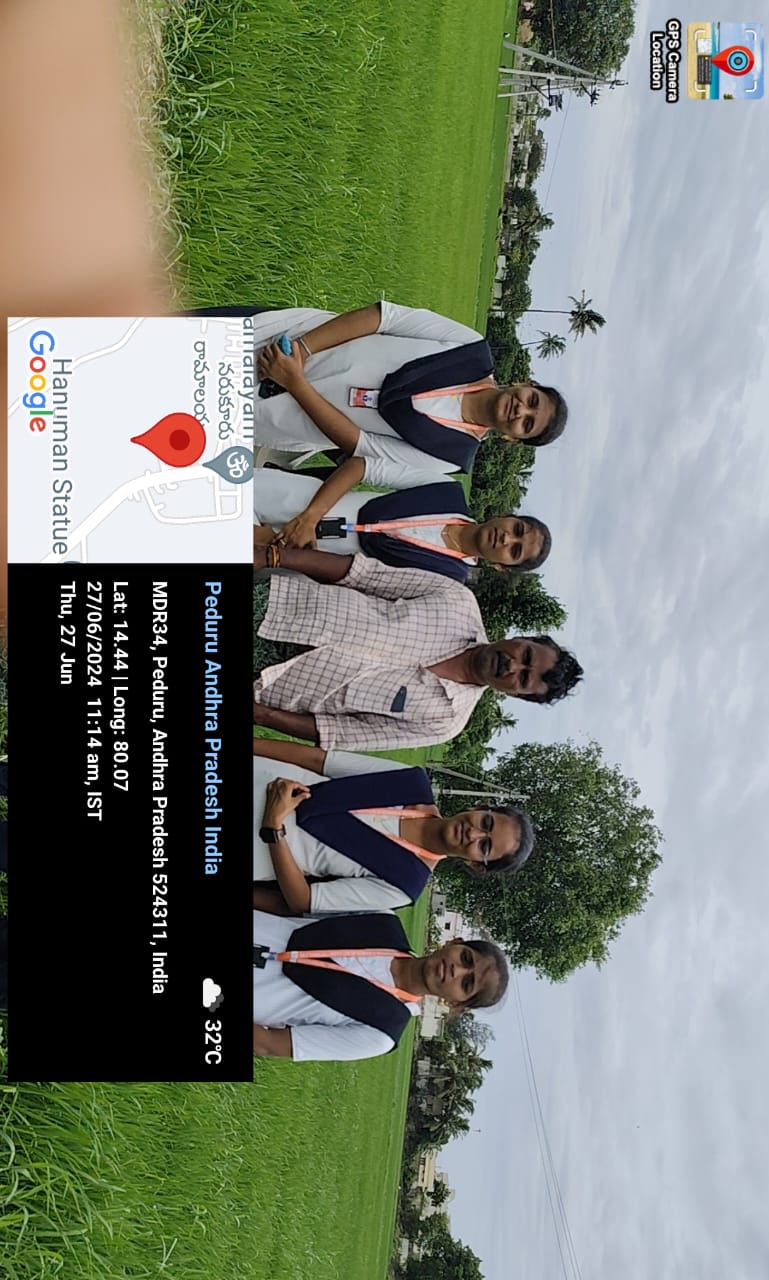 GPS Camera
Location
amalayam
నరుకూరు
రామాలయ
Hanuman Statue
Google
Peduru Andhra Pradesh India
32℃
MDR34, Peduru, Andhra Pradesh 524311, India
Lat: 14.44 | Long: 80.07
27/06/2024 11:14 am, IST
Thu, 27 Jun